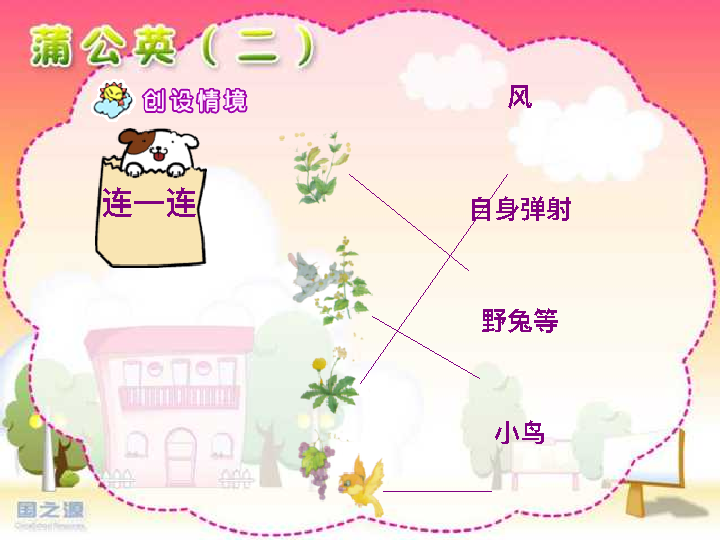 蒲公英（二）
创设情境
风
连一连
自身弹射
野兔等
小鸟
国之源